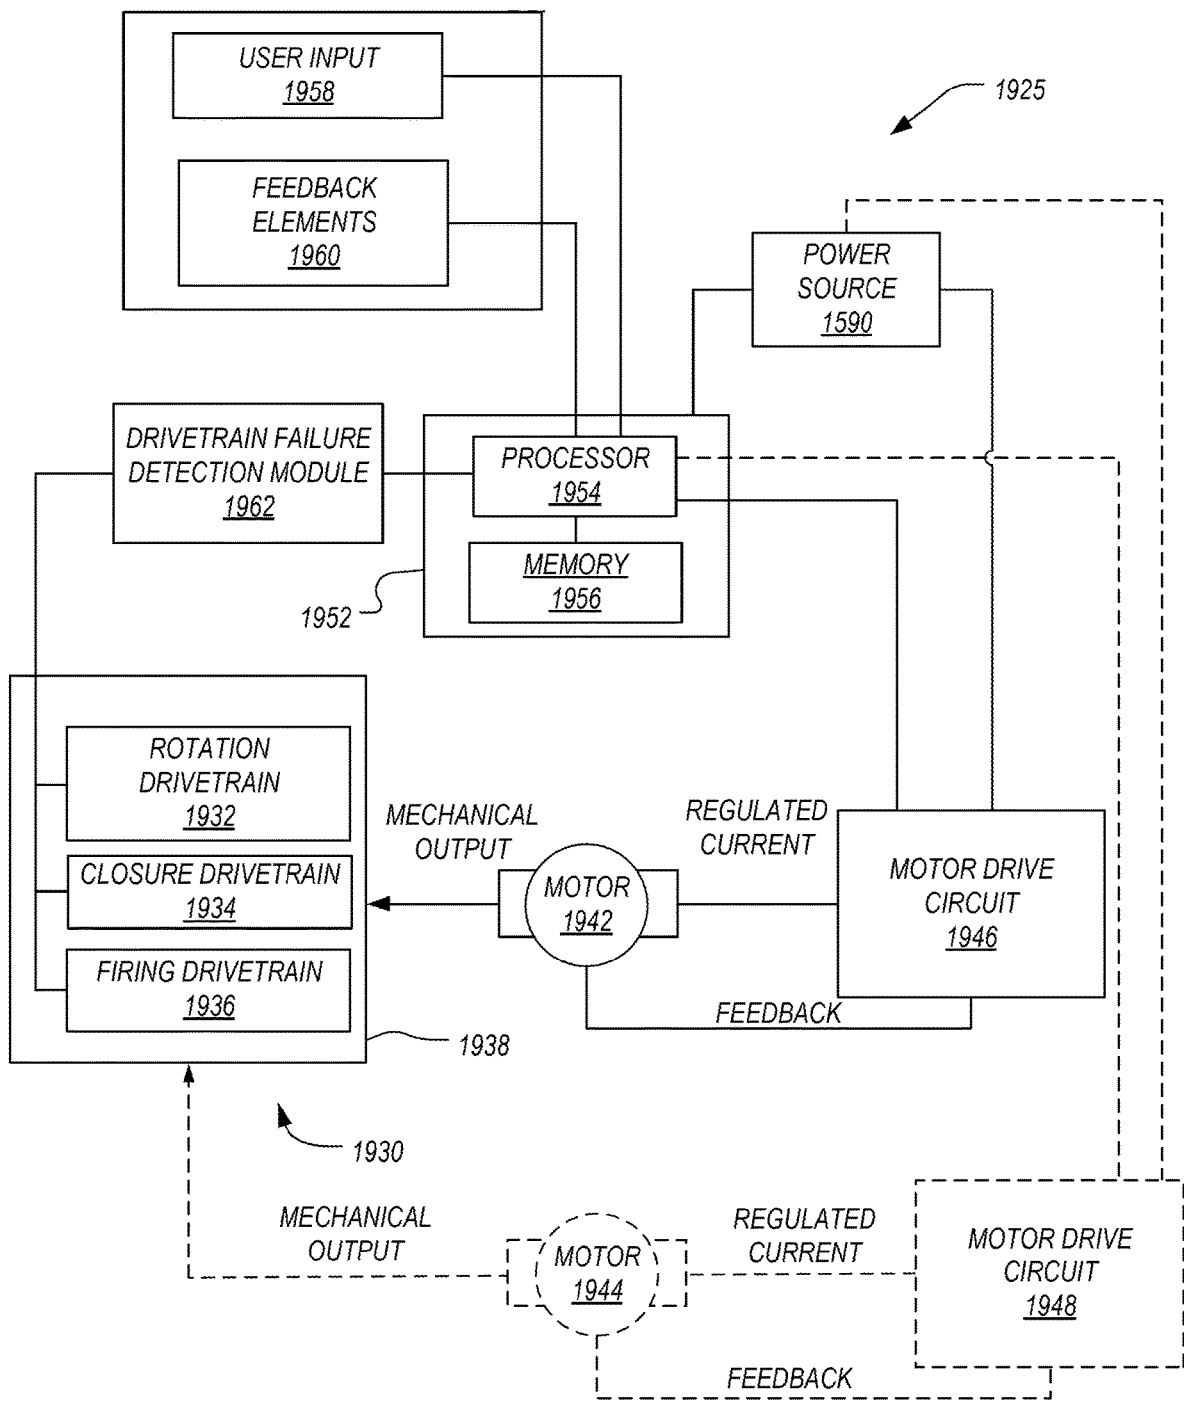 USER INPUT
1958
1925
FEEDBACK
ELEMENTS
1960
POWER
SOURCE
1590
DRIVETRAIN FAILURE
DETECTION MODULE
1962
PROCESSOR
1954
MEMORY
1956
1952
ROTATION
DRIVETRAIN
1932
CLOSURE DRIVETRAIN
1934
FIRING DRIVETRAIN
1936
1938
1930
MECHANICAL
OUTPUT
MOTOR
1942
REGULATED
CURRENT
MOTOR DRIVE
CIRCUIT
1946
FEEDBACK
MECHANICAL
OUTPUT
MOTOR
1944
REGULATED
CURRENT
MOTOR DRIVE
CIRCUIT
1948
FEEDBACK